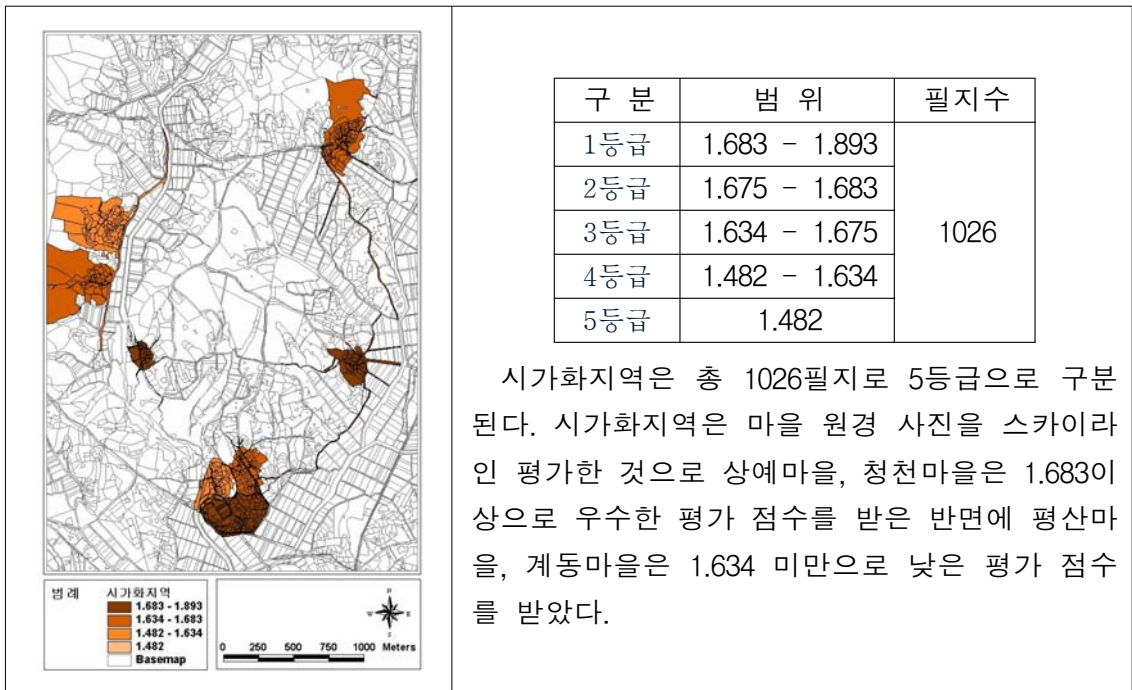 구 분 범 위 필지수
1등급 1.683 - 1.893
2등급 1.675 - 1.683
3등급 1.634 - 1.675 1026
4등급 1.482 - 1.634
5등급 1.482
시가화지역은 총 1026필지로 5등급으로 구분
된다. 시가화지역은 마을 원경 사진을 스카이라
인 평가한 것으로 상예마을, 청천마을은 1.683이
상으로 우수한 평가 점수를 받은 반면에 평산마
을, 계동마을은 1.634 미만으로 낮은 평가 점수
를 받았다.
범례 시가화지역
1.683 - 1.893
1.634 - 1.683
1.482 - 1.634
1.482
Basemap
N
W E
S
0 250 500 750 1000 Meters